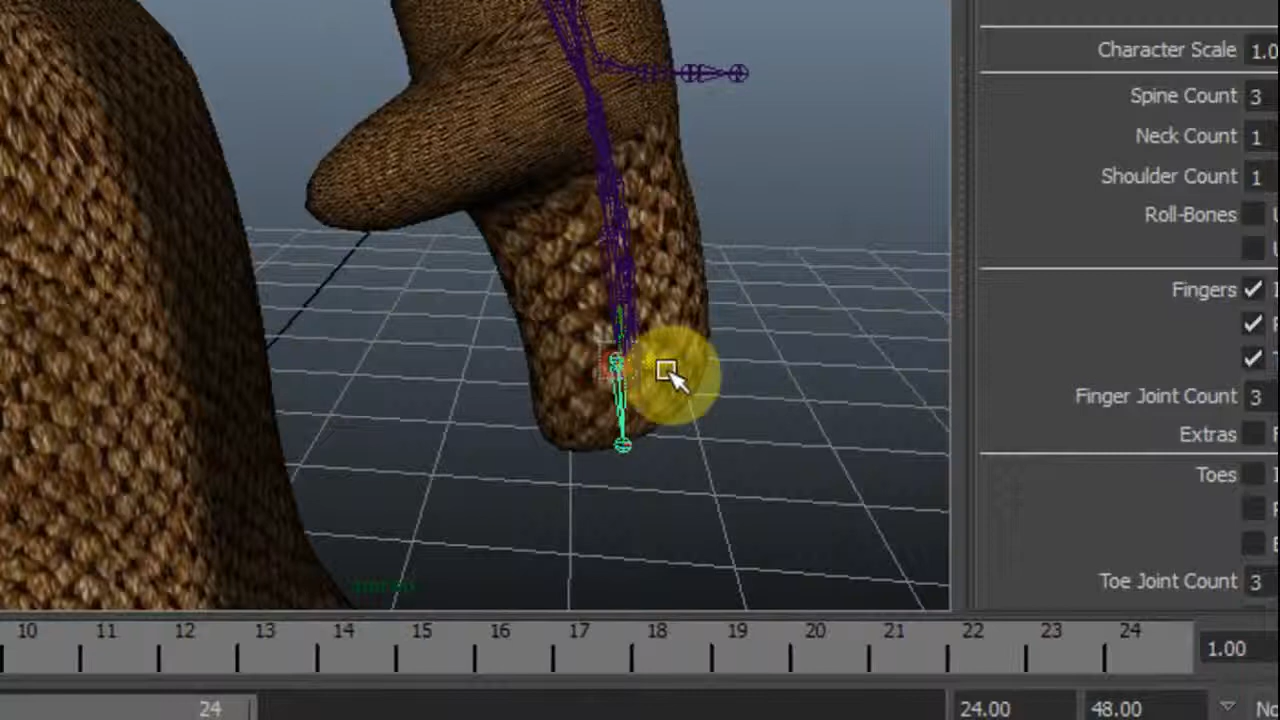 Character Scale 1.0
Spine Count 3
Neck Count 1
Shoulder Count 1
Roll-Bones
Fingers
Finger Joint Count 3
Extras
Toes
Toe Joint Count 3
10 11 12 13 14 15 16 17 18 19 20 21 22 23 24
1.00
24 24.00 48.00 No